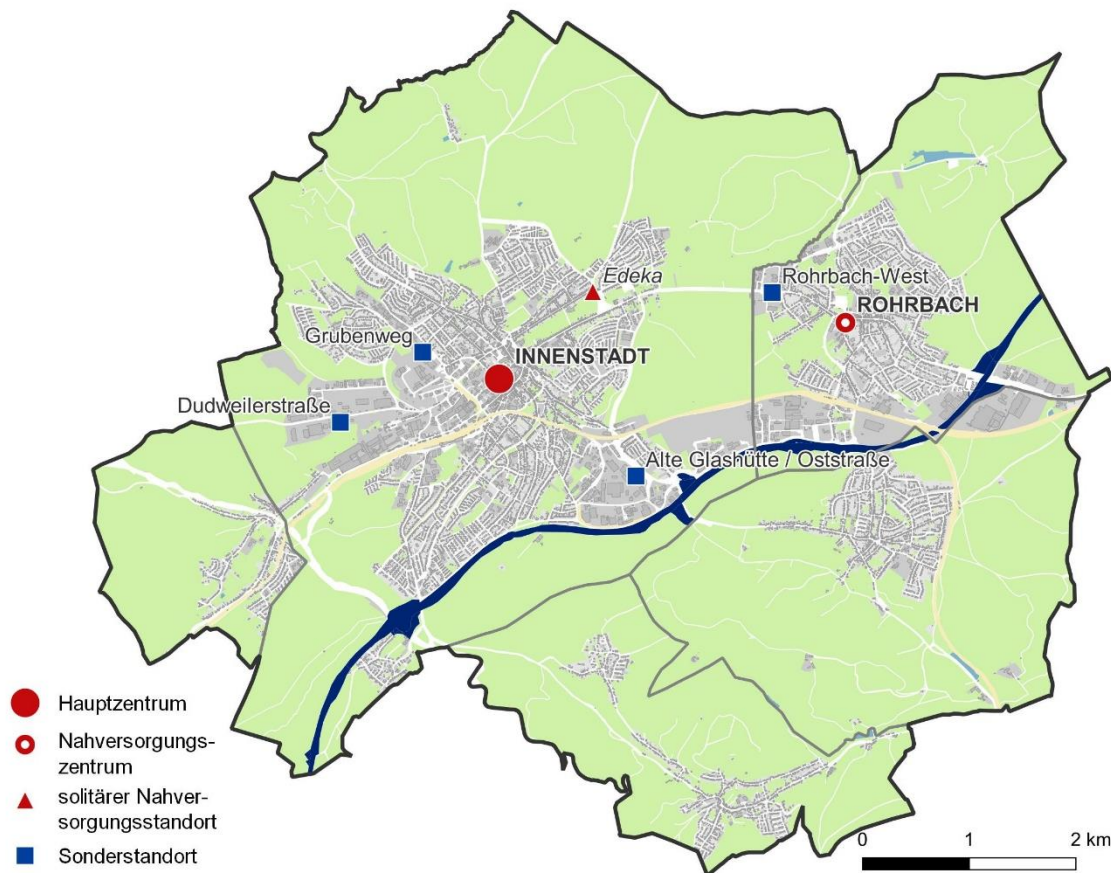 Edeka
Rohrbach-West
ROHRBACH
Grubenweg
INNENSTADT
Dudweilerstraße
Alte Glashütte / Oststraße
Hauptzentrum
Nahversorgungs-
zentrum
solitärer Nahver-
sorgungsstandort
Sonderstandort
0 1 2 km